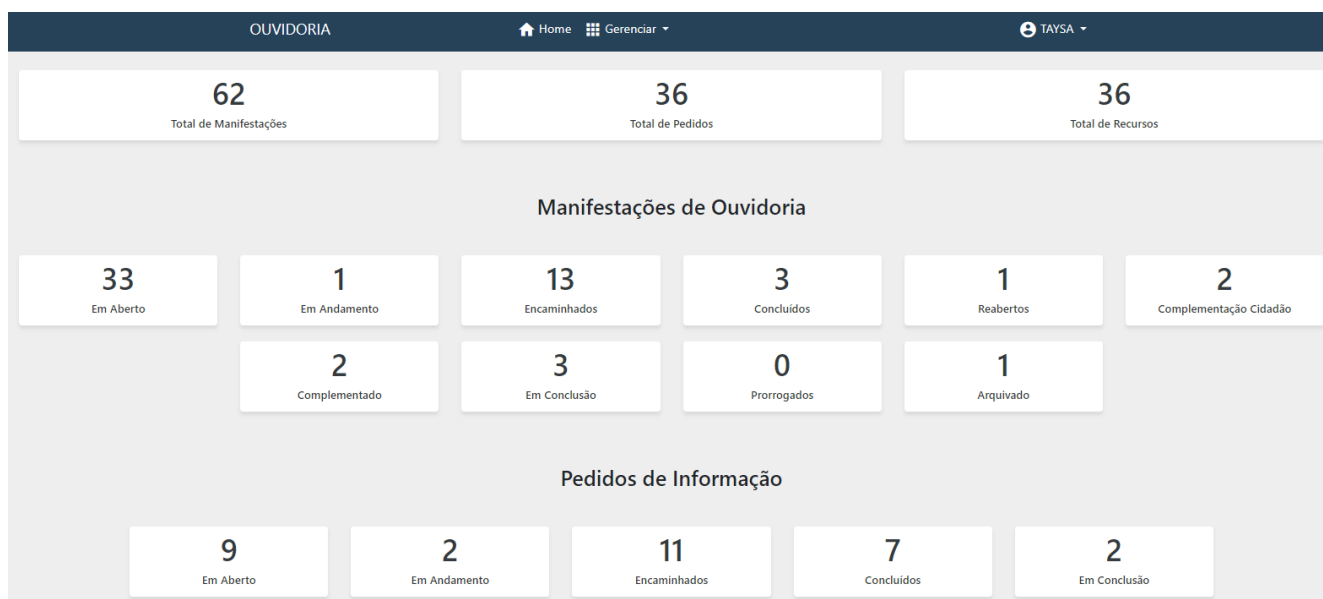 OUVIDORIA Home Gerenciar TAYSA
62 36 36
Total de Manifestações Total de Pedidos Total de Recursos
Manifestações de Ouvidoria
33 1 13 3 1 2
Em Aberto Em Andamento Encaminhados Concluídos Reabertos Complementação Cidadão
2 3 0 1
Complementado Em Conclusão Prorrogados Arquivado
Pedidos de Informação
9 2 11 7 2
Em Aberto Em Andamento Encaminhados Concluídos Em Conclusão